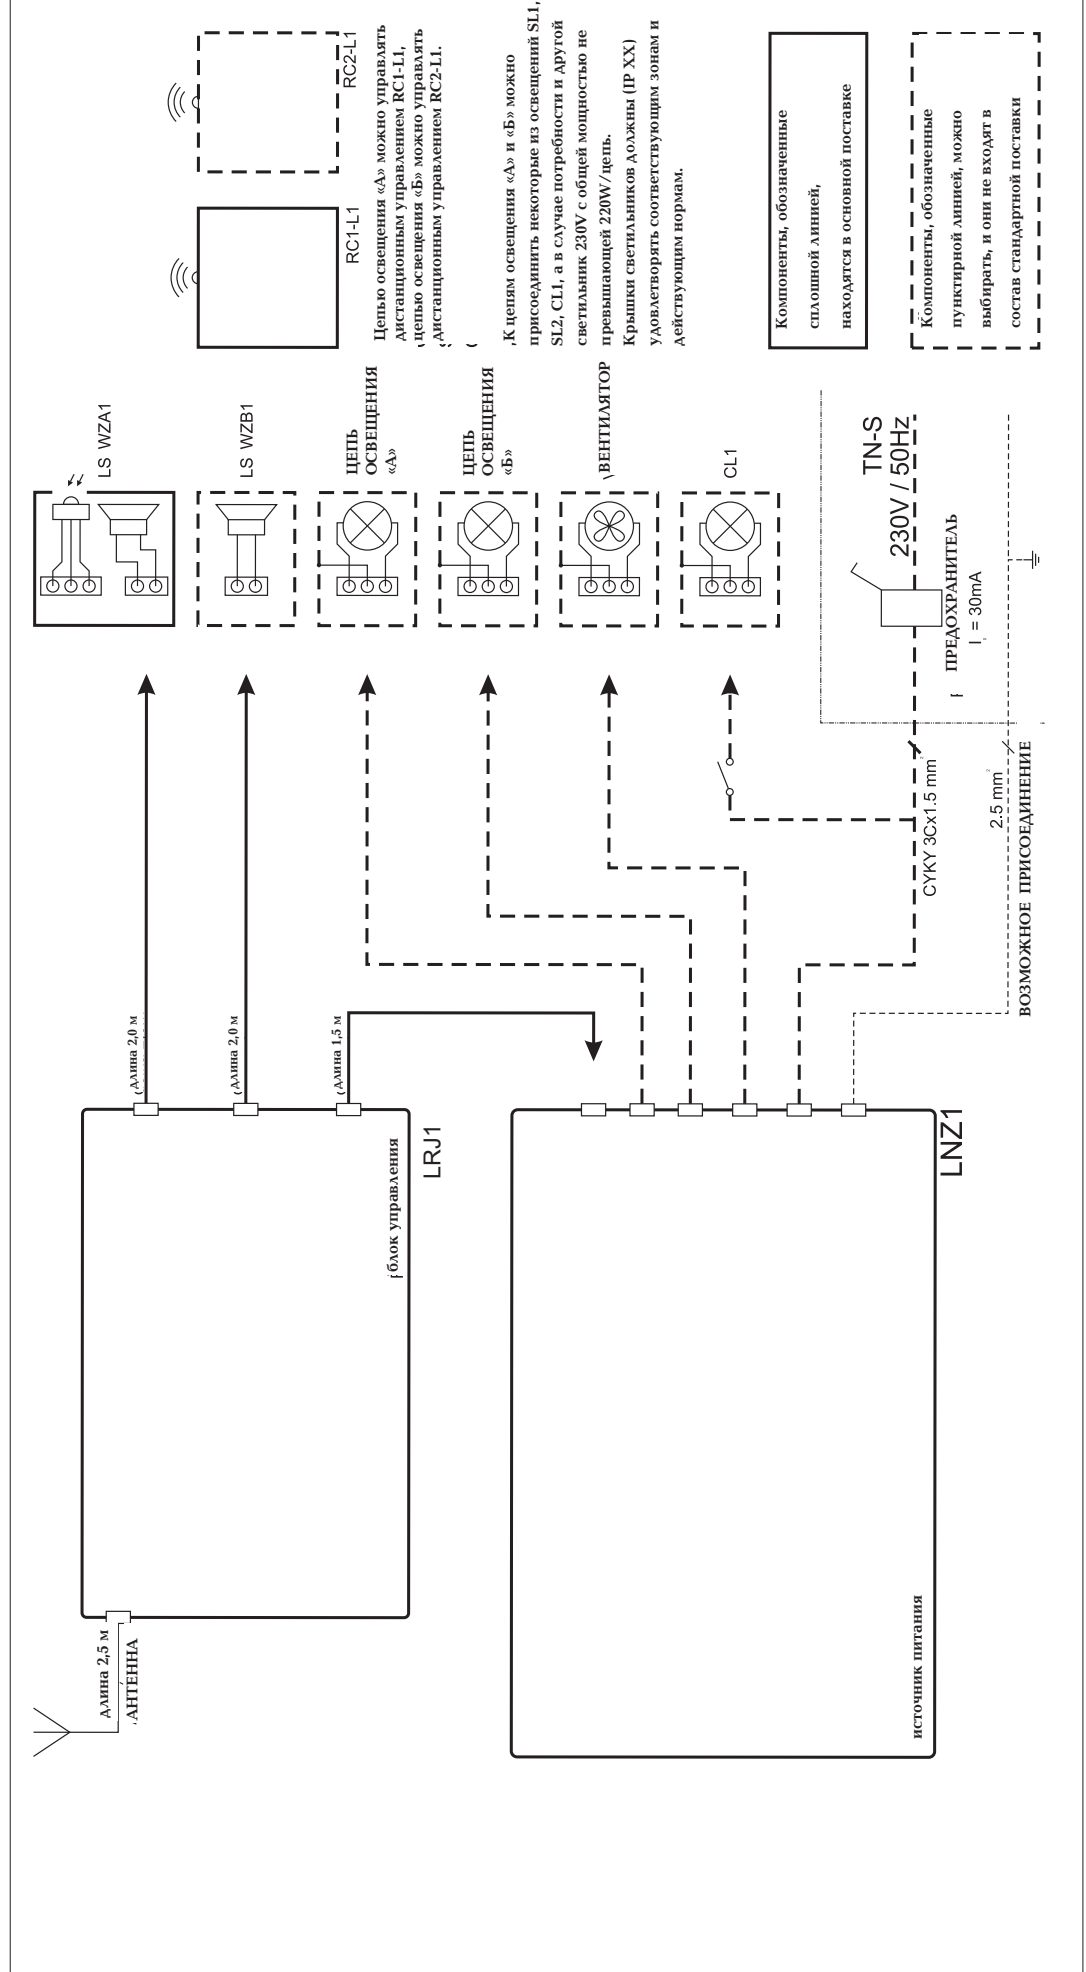 длина 2,5 м
АНТЕННА
длина 2,0 м
длина 2,0 м
длина 1,5 м
блок управления
LRJ1
источник питания
LNZ1
LS WZA1
LS WZB1
ЦЕПЬ
ОСВЕЩЕНИЯ
«А»
ЦЕПЬ
ОСВЕЩЕНИЯ
«Б»
ВЕНТИЛЯТОР
CL1
TN-S
230V / 50Hz
ПРЕДОХРАНИТЕЛЬ
I = 30mA
CYKY 3Cx1.5 mm²
2.5 mm²
ВОЗМОЖНОЕ ПРИСОЕДИНЕНИЕ
RC1-L1
RC2-L1
Цепью освещения «А» можно управлять
дистанционным управлением RC1-L1,
цепью освещения «Б» можно управлять
дистанционным управлением RC2-L1.
К цепям освещения «А» и «Б» можно
присоединить некоторые из освещений SL1,
SL2, CL1, а в случае потребности и другой
светильник 230V с общей мощностью не
превышающей 220W/цепь.
Крышки светильников должны (IP XX)
удовлетворять соответствующим зонам и
действующим нормам.
Компоненты, обозначенные
сплошной линией,
находятся в основной поставке
Компоненты, обозначенные
пунктирной линией, можно
выбирать, и они не входят в
состав стандартной поставки